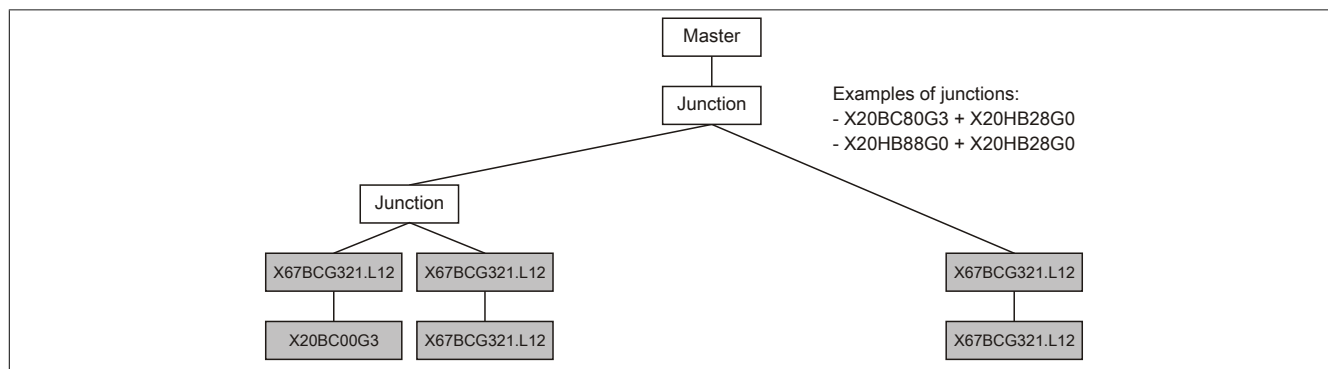 Master
Junction
Examples of junctions:
- X20BC80G3 + X20HB28G0
- X20HB88G0 + X20HB28G0
Junction
X67BCG321.L12
X67BCG321.L12
X67BCG321.L12
X20BC00G3
X67BCG321.L12
X67BCG321.L12